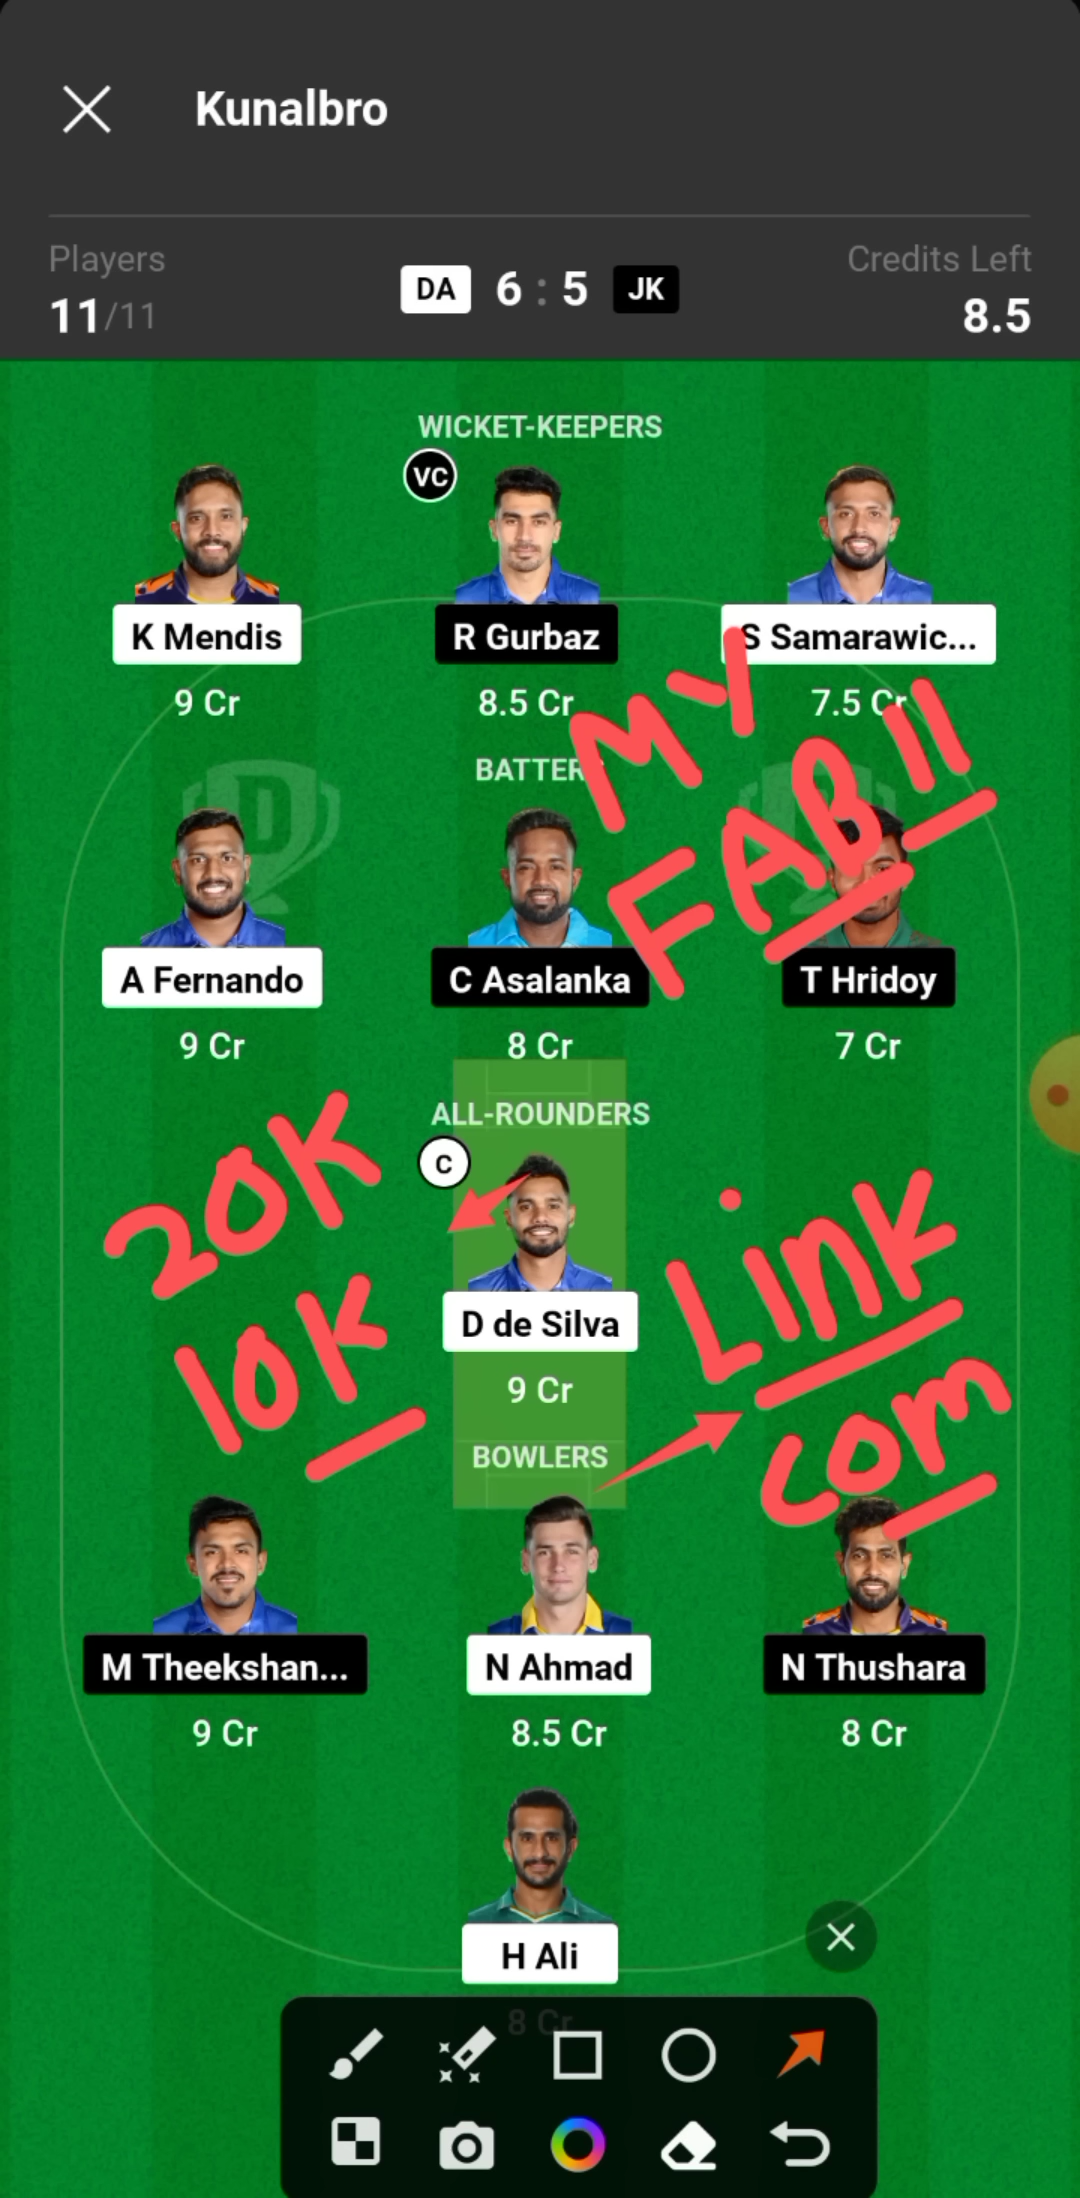 Kunalbro
Players
Credits Left
11/11
DA 6 : 5 JK
8.5
WICKET-KEEPERS
VC
K Mendis
R Gurbaz
S Samarawic...
9 Cr
8.5 Cr
7.5 Cr
MY
FAB!!
BATTER
A Fernando
C Asalanka
T Hridoy
9 Cr
8 Cr
7 Cr
ALL-ROUNDERS
C
20K
10K
Link
com
D de Silva
9 Cr
BOWLERS
M Theekshan...
N Ahmad
N Thushara
9 Cr
8.5 Cr
8 Cr
H Ali
8 Cr